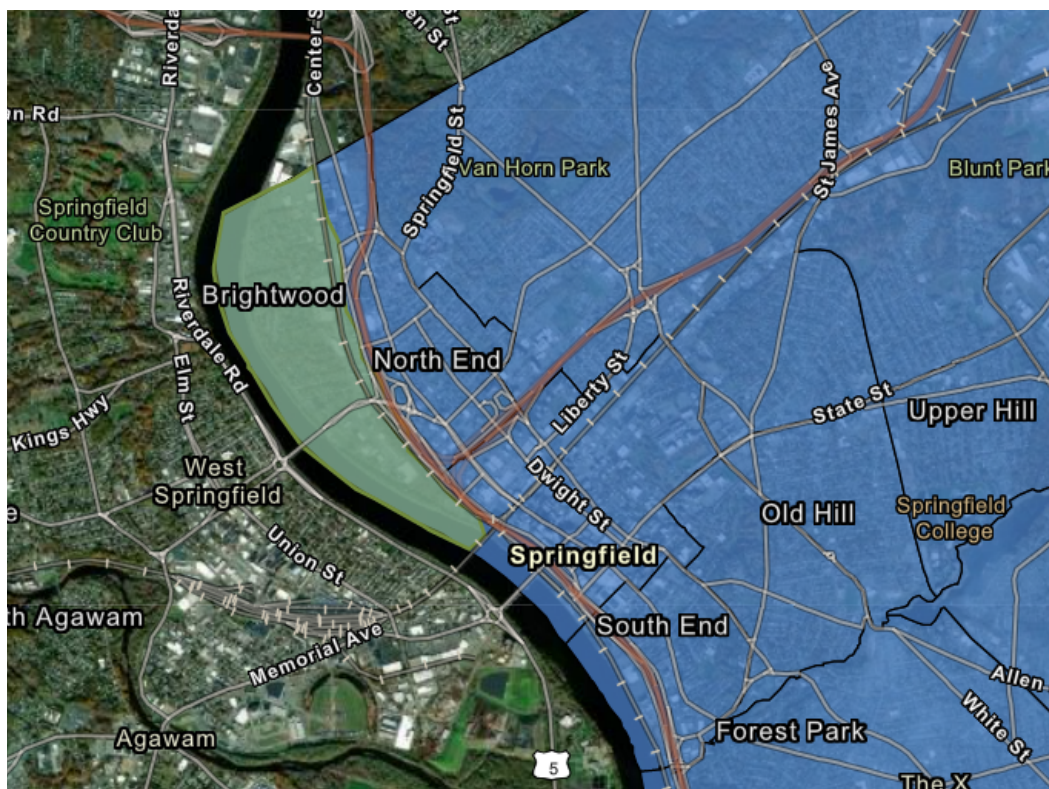 Riverda
Center S
en St
St
wn Rd
Springfield St
Van Horn Park
St James Ave
Blunt Park
Springfield
Country Club
Brightwood
Riverdale Rd
North End
Elm St
Liberty St
State St
Upper Hill
Kings Hwy
West
Springfield
Dwight St
Old Hill
Springfield
College
e
Union St
Springfield
th Agawam
South End
Memorial Ave
Allen
White St
Agawam
Forest Park
5
The X